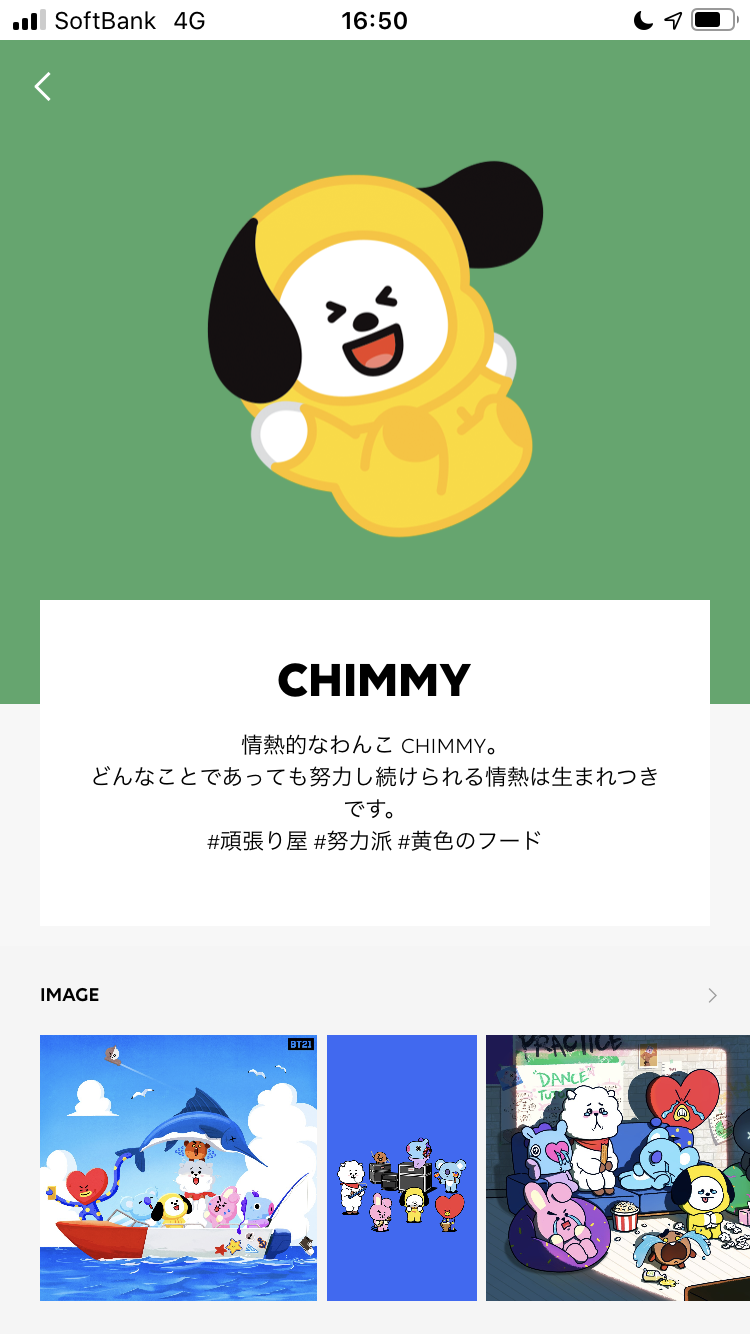 SoftBank 4G 16:50
CHIMMY
情熱的なわんこ CHIMMY。
どんなことであっても努力し続けられる情熱は生まれつき
です。
#頑張り屋 #努力派 #黄色のフード
IMAGE
BT21
PRACTICE
DANCE